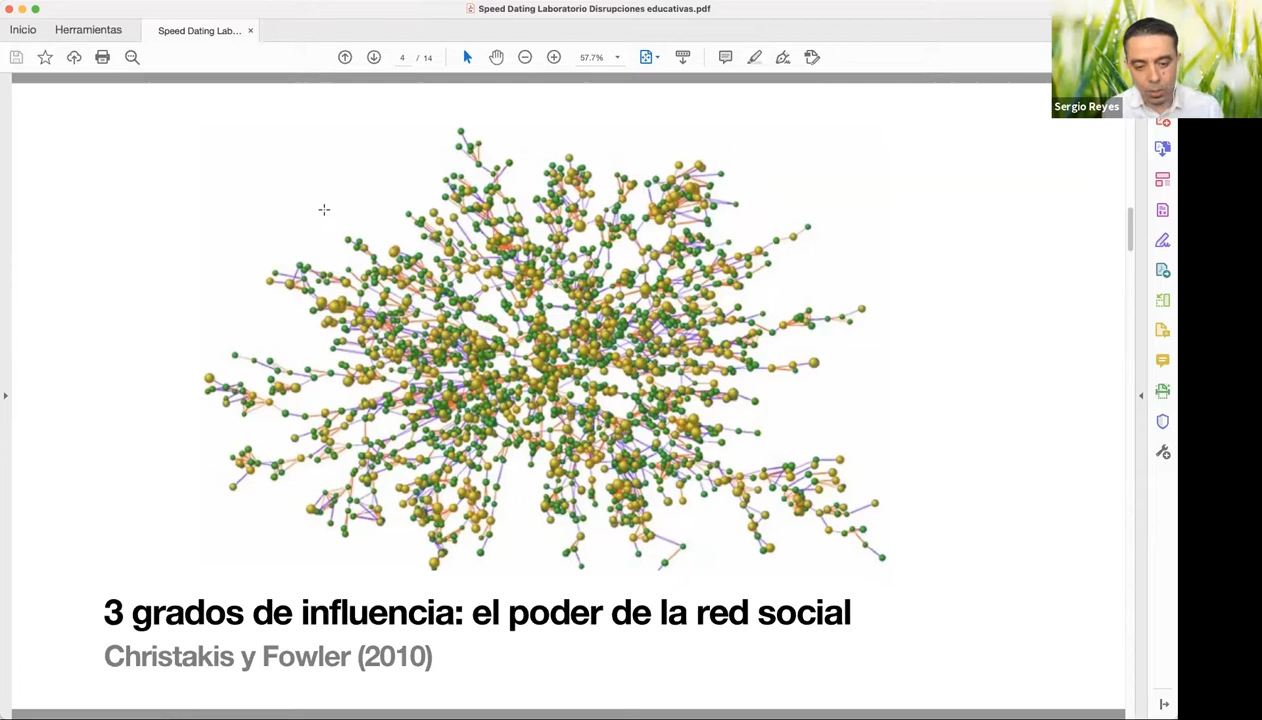 Speed Dating Laboratorio Disrupciones educativas.pdf
Inicio
Herramientas
Speed Dating Lab...
4 / 14
57.7%
Sergio Reyes
3 grados de influencia: el poder de la red social
Christakis y Fowler (2010)